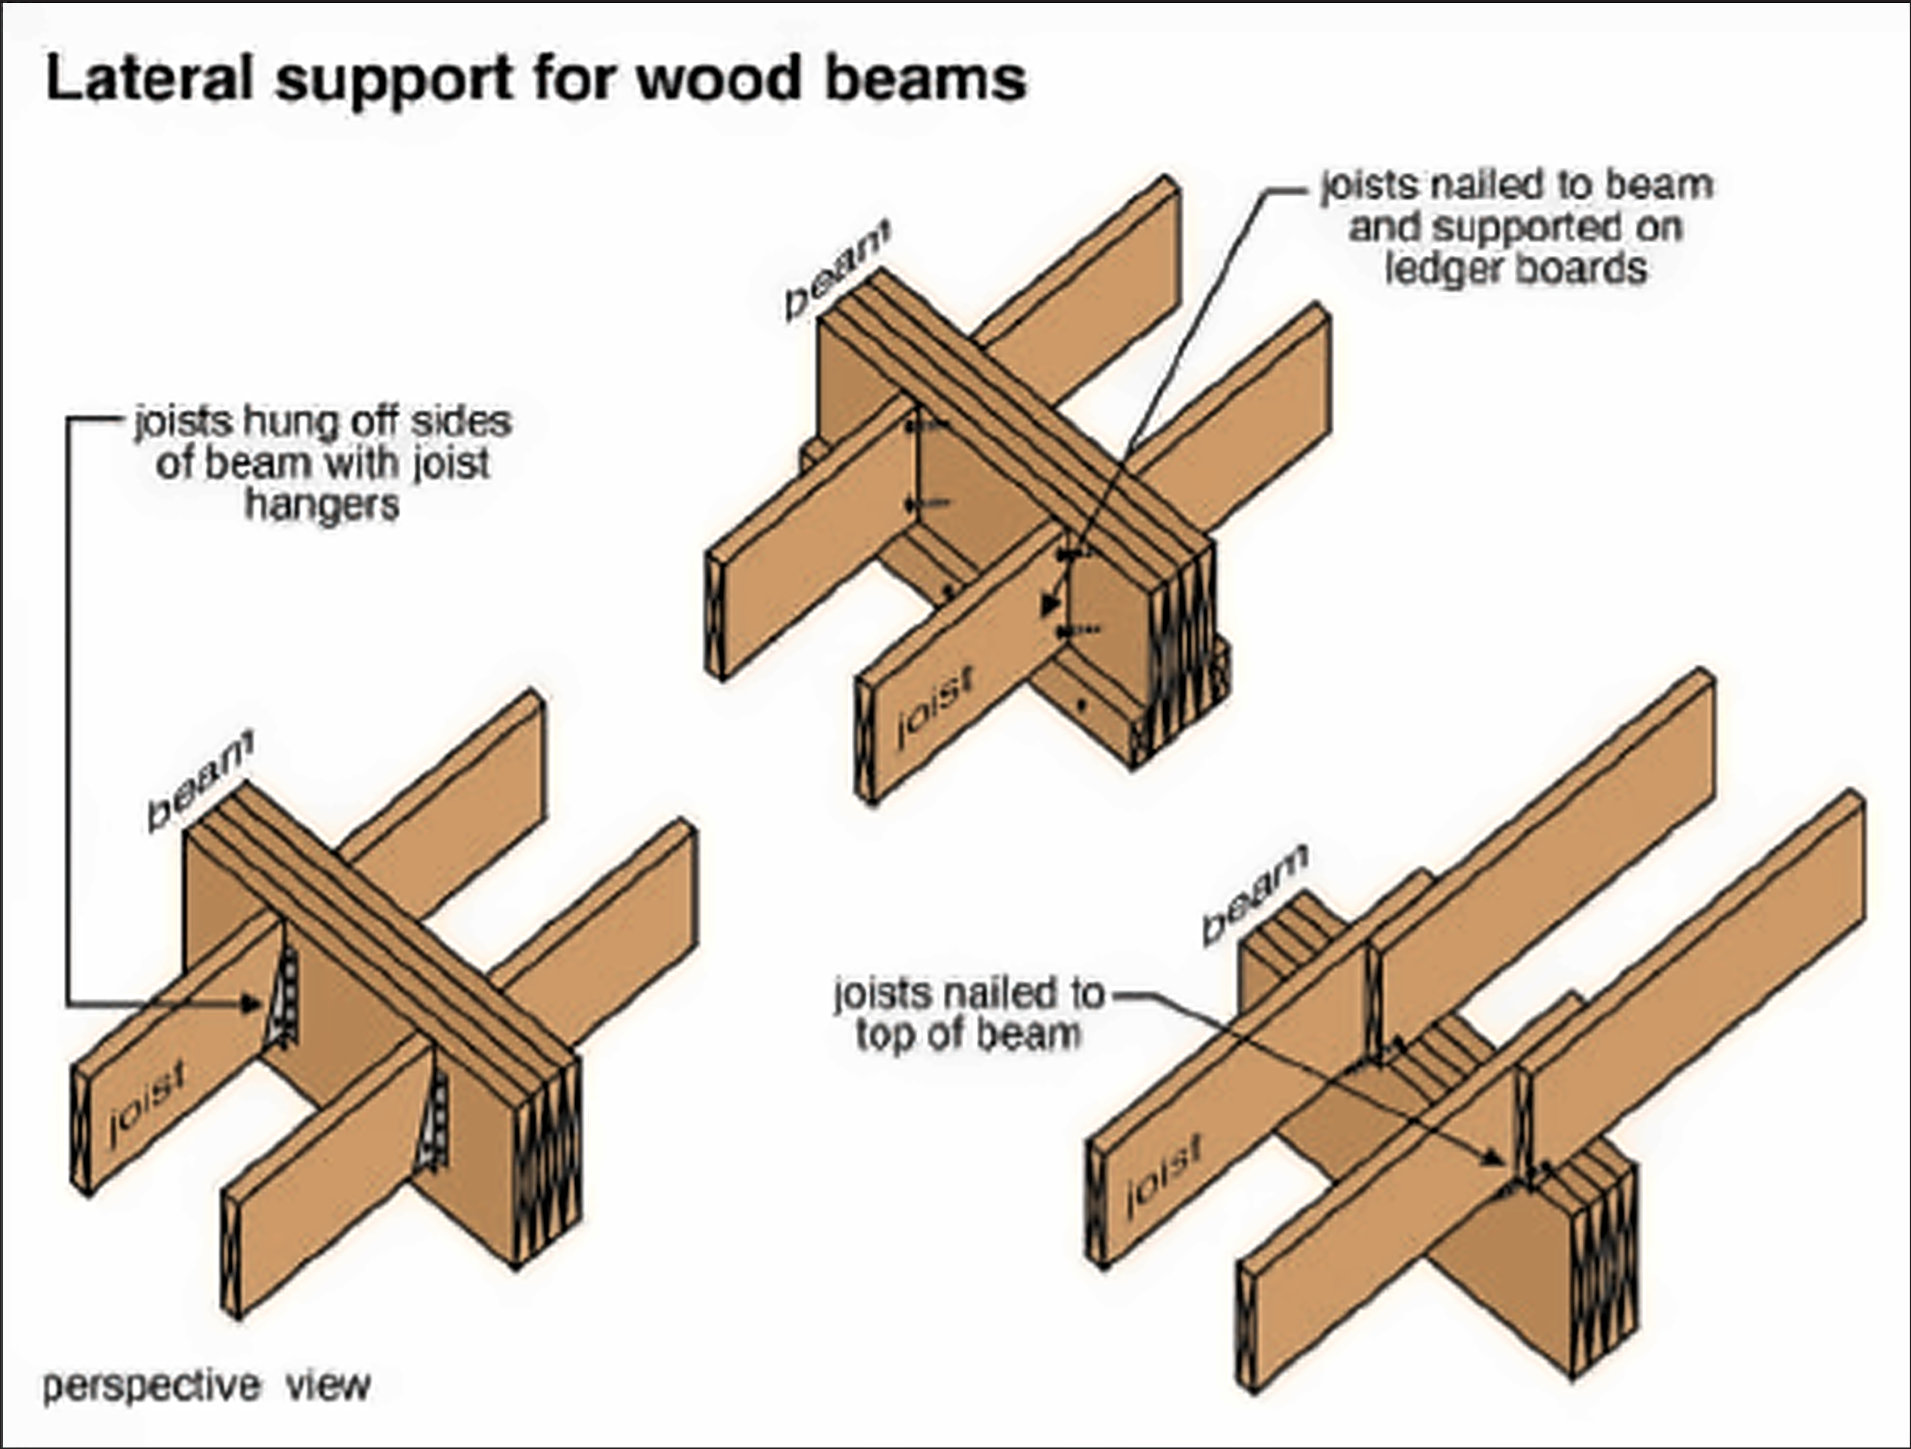 Lateral support for wood beams
joists nailed to beam
and supported on
ledger boards
beam
joist
joists hung off sides
of beam with joist
hangers
beam
joist
beam
joists nailed to
top of beam
joist
perspective view